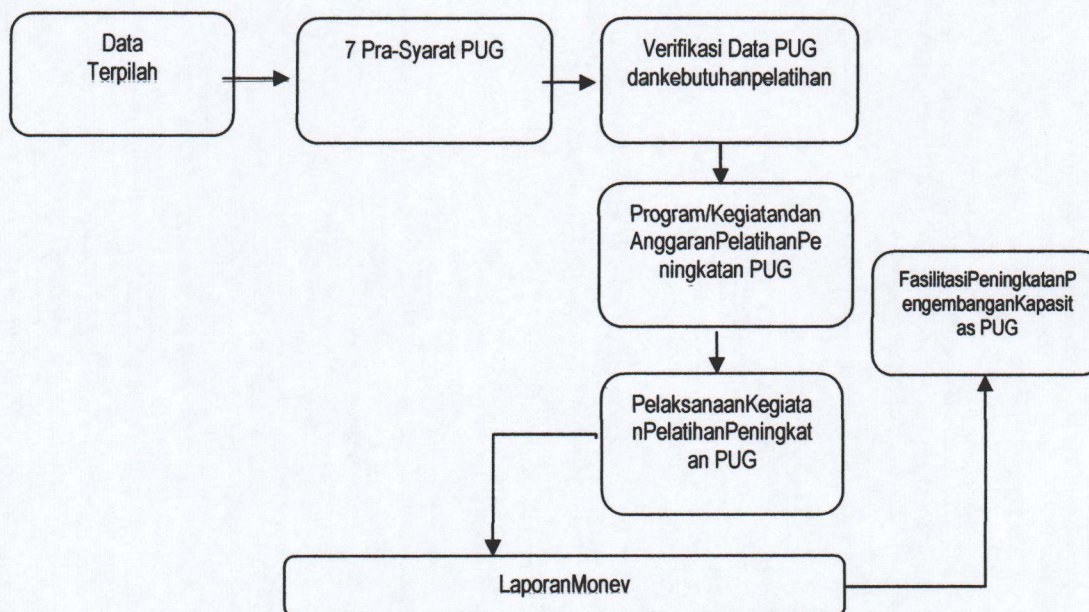 Data
Terpilah
7 Pra-Syarat PUG
Verifikasi Data PUG
dankebutuhanpelatihan
Program/Kegiatandan
AnggaranPelatihanPe
ningkatan PUG
FasilitasiPeningkatanP
engembanganKapasit
as PUG
PelaksanaanKegiata
nPelatihanPeningkat
an PUG
LaporanMonev